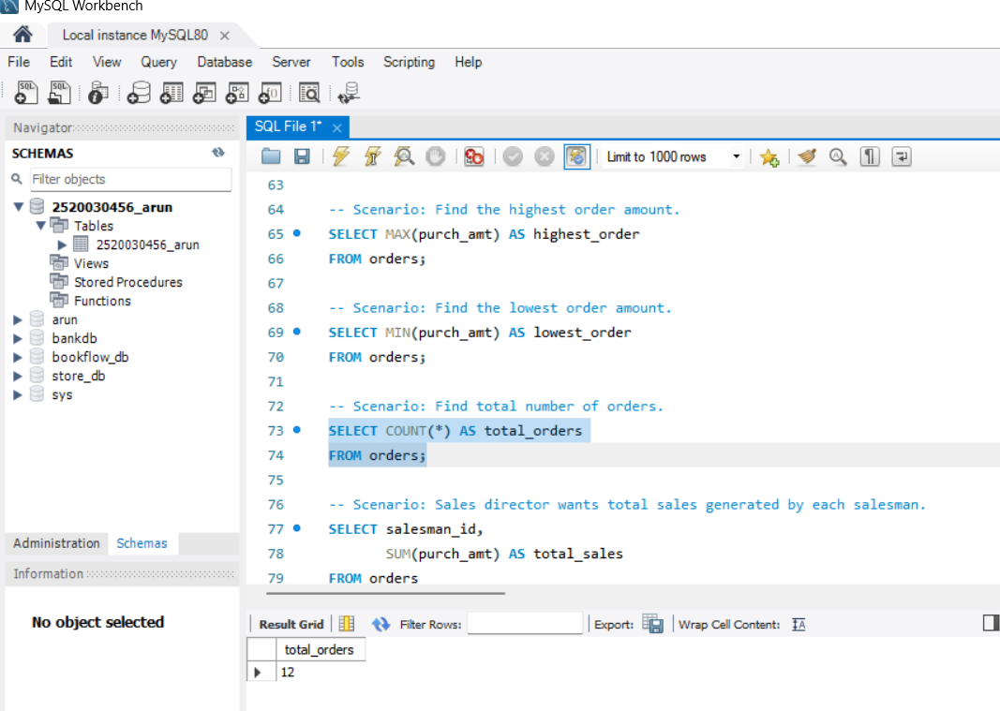 MySQL Workbench
Local instance MySQL80 ×
File Edit View Query Database Server Tools Scripting Help
Navigator
SCHEMAS
Filter objects
2520030456_arun
Tables
2520030456_arun
Views
Stored Procedures
Functions
arun
bankdb
bookflow_db
store_db
sys
Administration Schemas
Information
No object selected
SQL File 1* ×
Limit to 1000 rows
63
64 -- Scenario: Find the highest order amount.
65 SELECT MAX(purch_amt) AS highest_order
66 FROM orders;
67
68 -- Scenario: Find the lowest order amount.
69 SELECT MIN(purch_amt) AS lowest_order
70 FROM orders;
71
72 -- Scenario: Find total number of orders.
73 SELECT COUNT(*) AS total_orders
74 FROM orders;
75
76 -- Scenario: Sales director wants total sales generated by each salesman.
77 SELECT salesman_id,
78 SUM(purch_amt) AS total_sales
79 FROM orders
Result Grid Filter Rows: Export: Wrap Cell Content:
total_orders
12